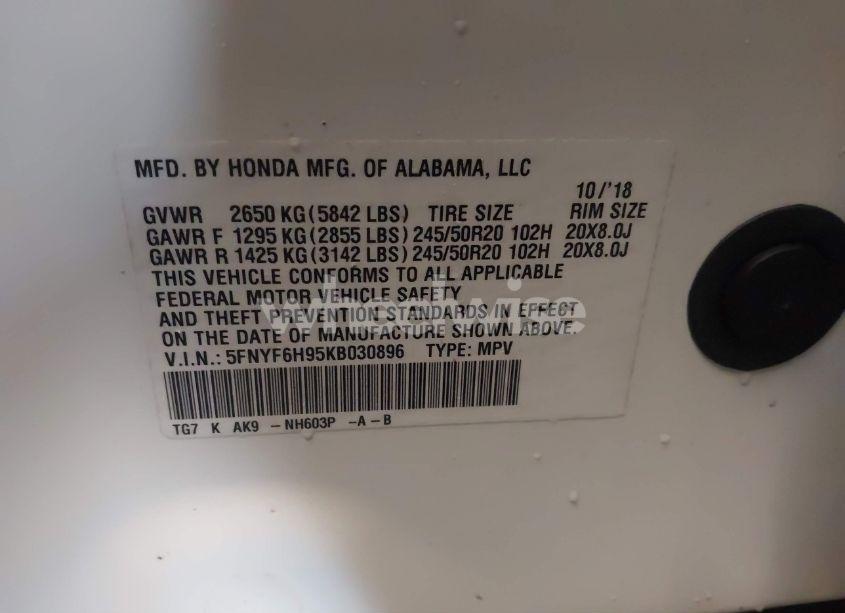 MFD. BY HONDA MFG. OF ALABAMA, LLC
10/'18
GVWR 2650 KG(5842 LBS) TIRE SIZE RIM SIZE
GAWR F 1295 KG(2855 LBS) 245/50R20 102H 20X8.0J
GAWR R 1425 KG(3142 LBS) 245/50R20 102H 20X8.0J
THIS VEHICLE CONFORMS TO ALL APPLICABLE
FEDERAL MOTOR VEHICLE SAFETY
AND THEFT PREVENTION STANDARDS IN EFFECT
ON THE DATE OF MANUFACTURE SHOWN ABOVE.
V.I.N.: 5FNYF6H95KB030896 TYPE: MPV
TG7 K AK9 -NH603P -A-B